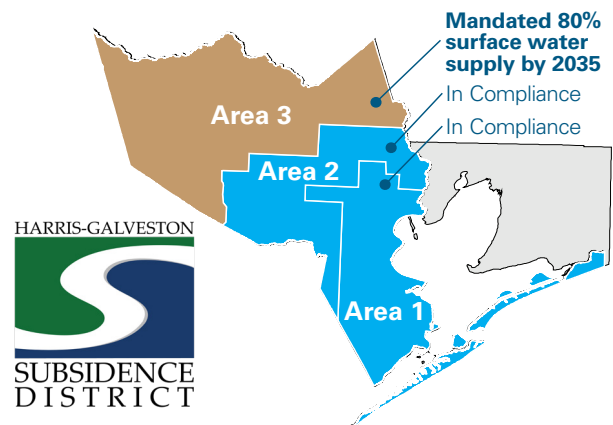 Mandated 80%
surface water
supply by 2035
In Compliance
In Compliance
Area 3
Area 2
Area 1
HARRIS-GALVESTON
SUBSIDENCE
DISTRICT